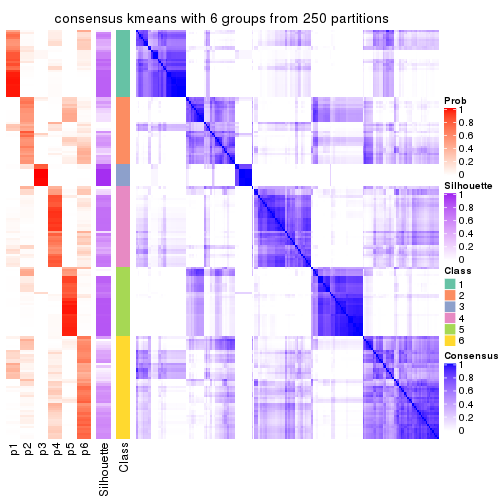 consensus kmeans with 6 groups from 250 partitions
Prob
1
0.8
0.6
0.4
0.2
0
Silhouette
1
0.8
0.6
0.4
0.2
0
Class
1
2
3
4
5
6
Consensus
1
0.8
0.6
0.4
0.2
0
p1
p2
p3
p4
p5
p6
Silhouette
Class